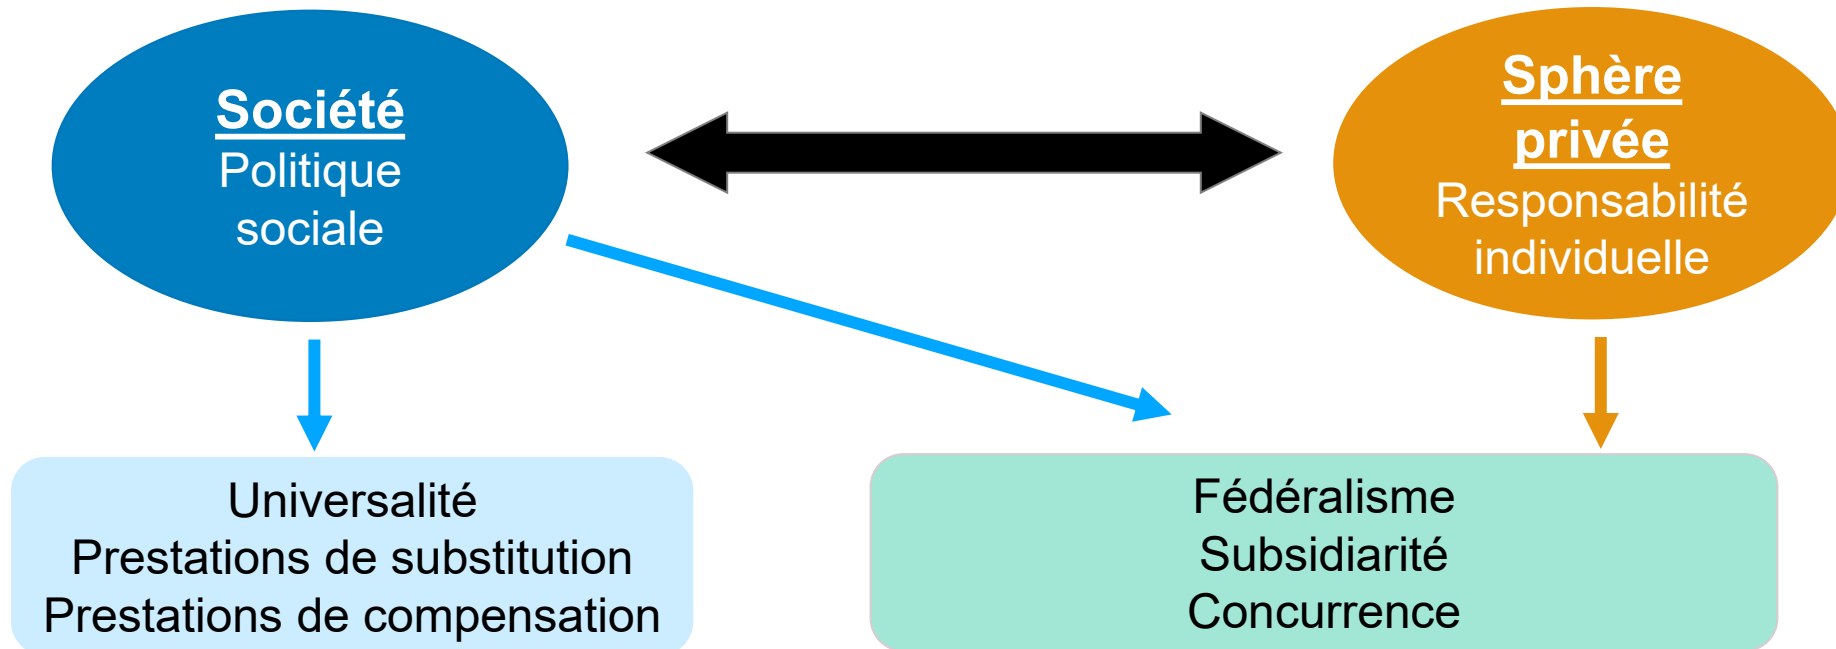 Société
Politique
sociale
Sphère
privée
Responsabilité
individuelle
Universalité
Prestations de substitution
Prestations de compensation
Fédéralisme
Subsidiarité
Concurrence